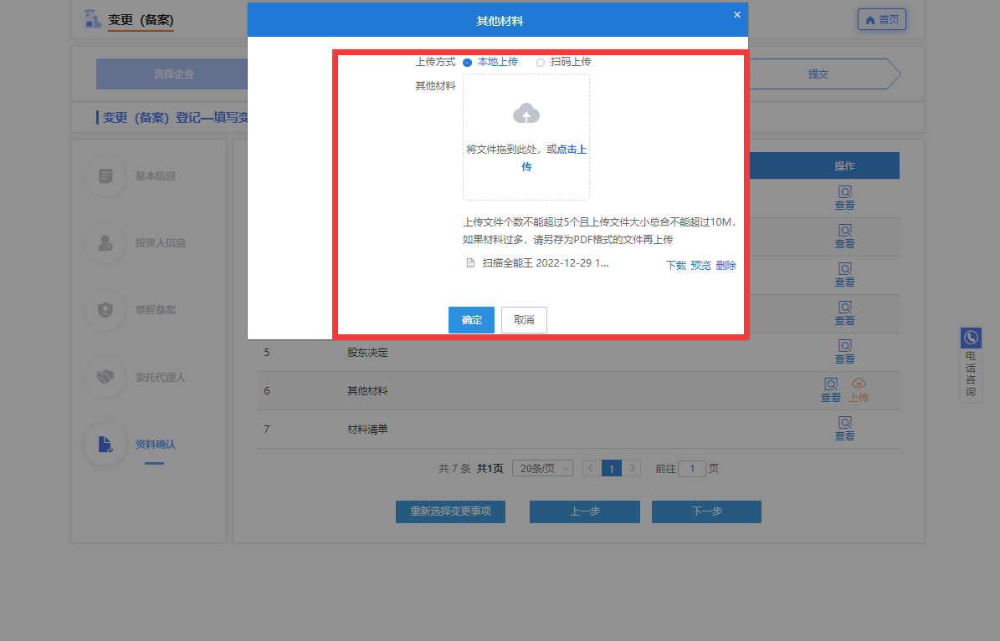 变更（备案）
首页
其他材料
×
选择企业
提交
变更（备案）登记—填写变
上传方式 本地上传 扫码上传
其他材料
将文件拖到此处，或点击上
传
上传文件个数不能超过5个且上传文件大小总合不能超过10M，
如果材料过多，请另存为PDF格式的文件再上传
扫描全能王 2022-12-29 1...
下载 预览 删除
确定 取消
基本信息
投资人信息
章程备案
委托代理人
资料确认
操作
查看
查看
查看
查看
5 股东决定 查看
6 其他材料 查看 上传
7 材料清单 查看
共 7 条 共1页 20条/页 1 前往 1 页
重新选择变更事项 上一步 下一步
电
话
咨
询